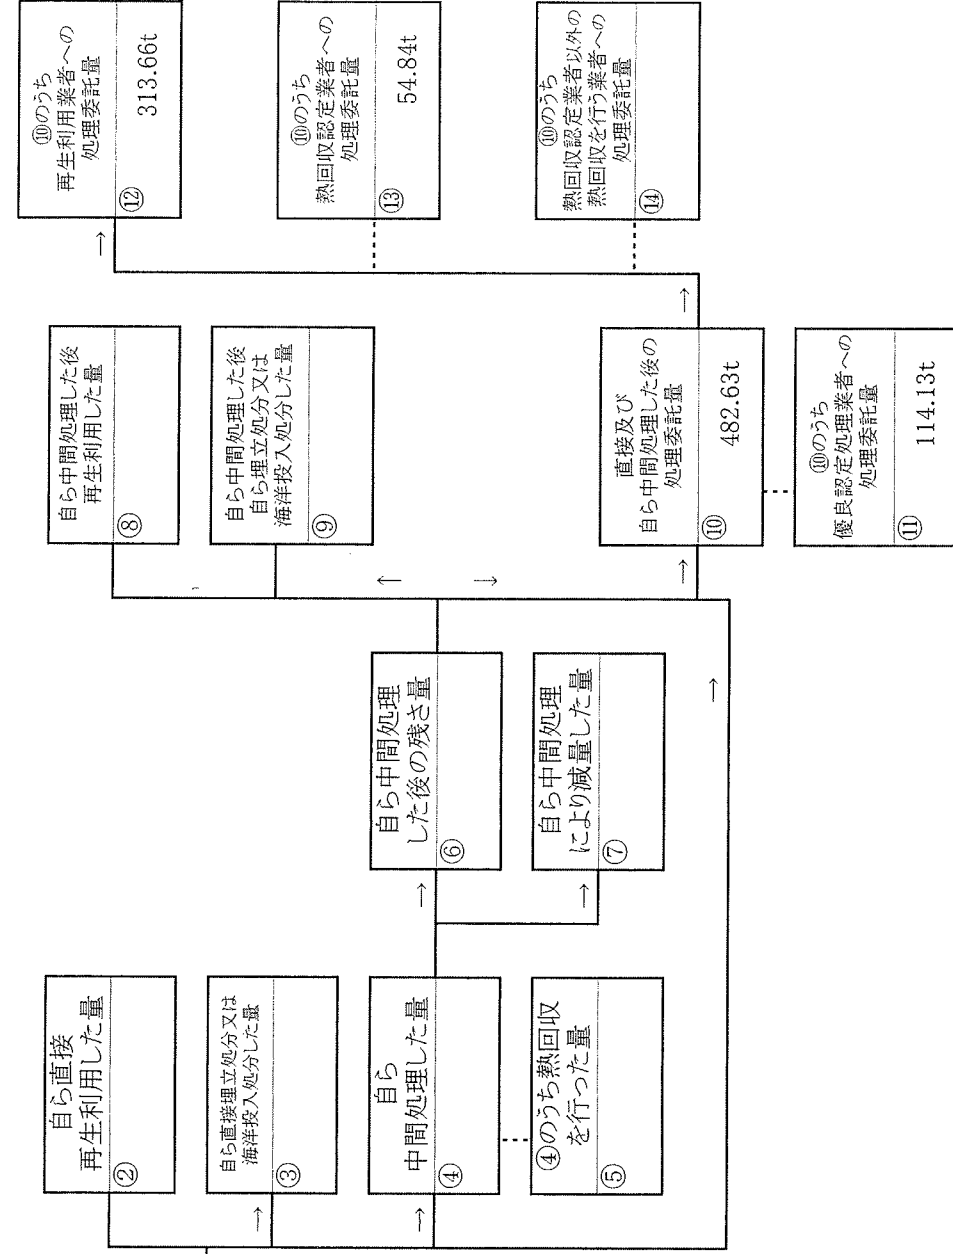 自ら直接
再生利用した量
②
自ら直接埋立処分又は
海洋投入処分した量
③
自ら
中間処理した量
④
④のうち熱回収
を行った量
⑤
自ら中間処理
した後の残さ量
⑥
自ら中間処理
により減量した量
⑦
自ら中間処理した後
再生利用した量
⑧
自ら中間処理した後
自ら埋立処分又は
海洋投入処分した量
⑨
直接及び
自ら中間処理した後の
処理委託量
⑩
482.63t
⑩のうち
優良認定処理業者への
処理委託量
⑪
114.13t
⑩のうち
再生利用業者への
処理委託量
⑫
313.66t
⑩のうち
熱回収認定業者への
処理委託量
⑬
54.84t
⑩のうち
熱回収認定業者以外の
熱回収を行う業者への
処理委託量
⑭